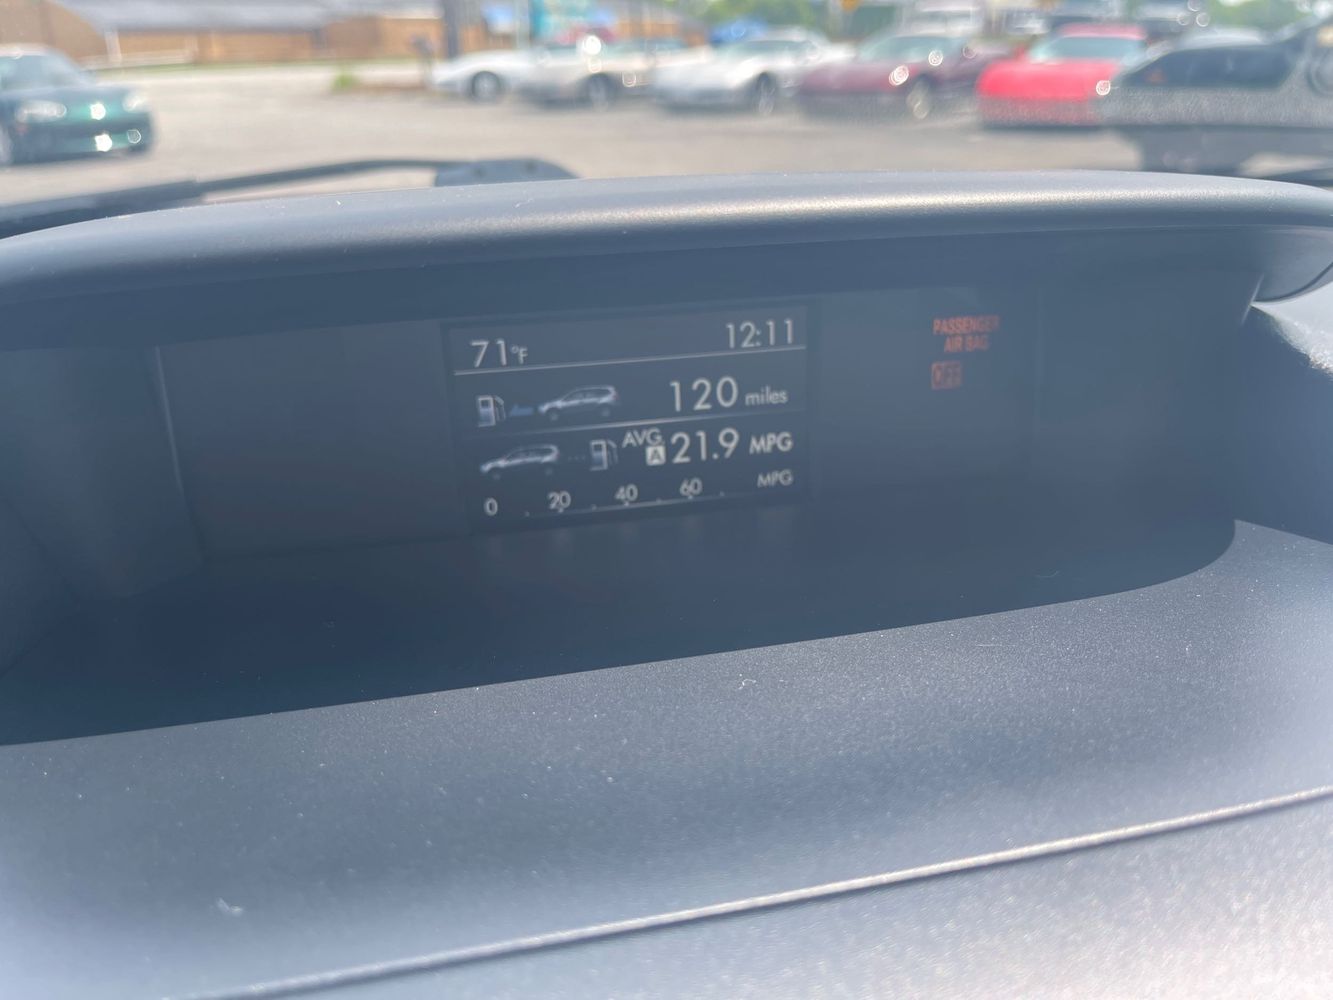 71°F 12:11
120 miles
AVG.
A 21.9 MPG
0 20 40 60 MPG
PASSENGER
AIR BAG
OFF